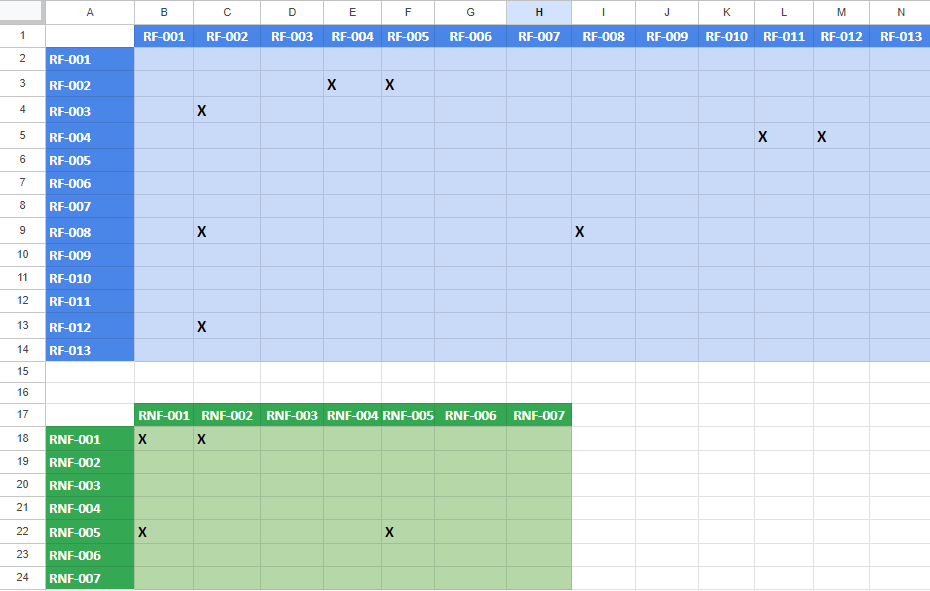 A B C D E F G H I J K L M N
1 RF-001 RF-002 RF-003 RF-004 RF-005 RF-006 RF-007 RF-008 RF-009 RF-010 RF-011 RF-012 RF-013
2 RF-001
3 RF-002 X X
4 RF-003 X
5 RF-004 X X
6 RF-005
7 RF-006
8 RF-007
9 RF-008 X X
10 RF-009
11 RF-010
12 RF-011
13 RF-012 X
14 RF-013
15
16
17 RNF-001 RNF-002 RNF-003 RNF-004 RNF-005 RNF-006 RNF-007
18 RNF-001 X X
19 RNF-002
20 RNF-003
21 RNF-004
22 RNF-005 X X
23 RNF-006
24 RNF-007